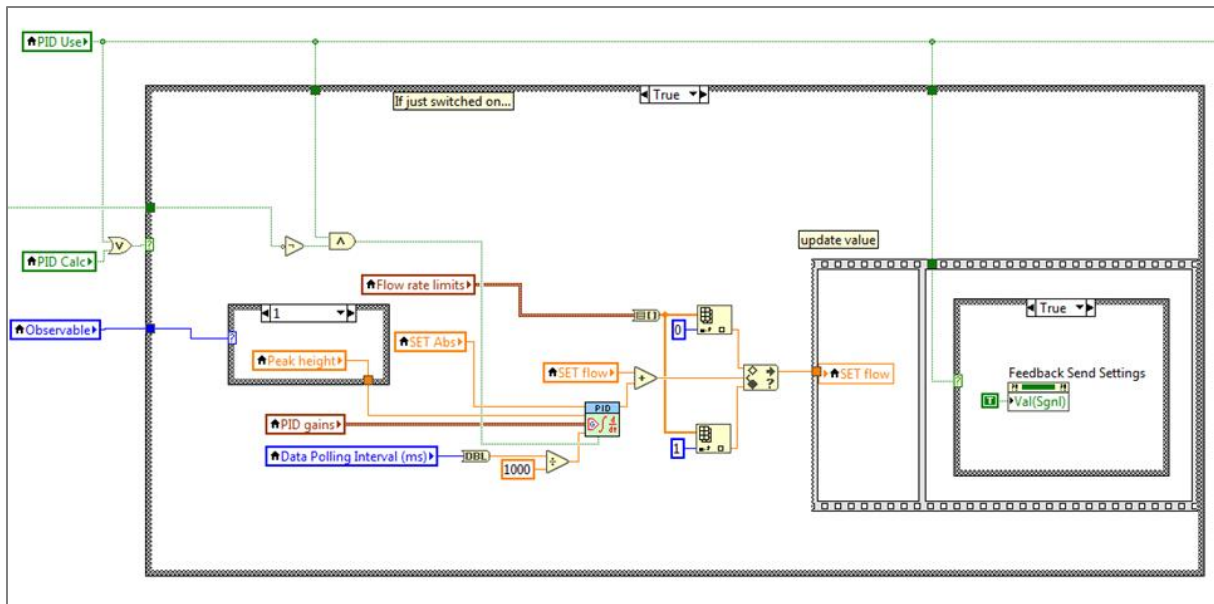 PID Use
If just switched on...
True
PID Calc
update value
Flow rate limits
Observable
1
0
True
SET Abs
Peak height
SET flow
SET flow
Feedback Send Settings
PID
T
Val(Sgnl)
PID gains
1
Data Polling Interval (ms)
DBL
1000